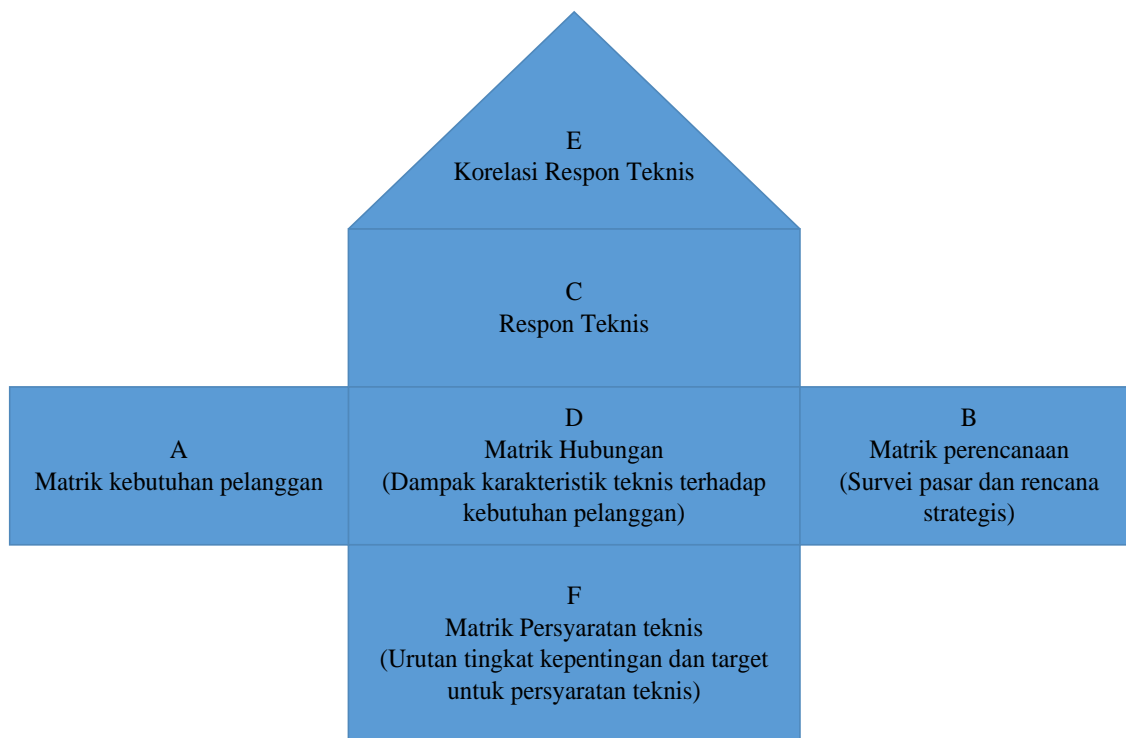 E
Korelasi Respon Teknis
C
Respon Teknis
A
Matrik kebutuhan pelanggan
D
Matrik Hubungan
(Dampak karakteristik teknis terhadap
kebutuhan pelanggan)
B
Matrik perencanaan
(Survei pasar dan rencana
strategis)
F
Matrik Persyaratan teknis
(Urutan tingkat kepentingan dan target
untuk persyaratan teknis)